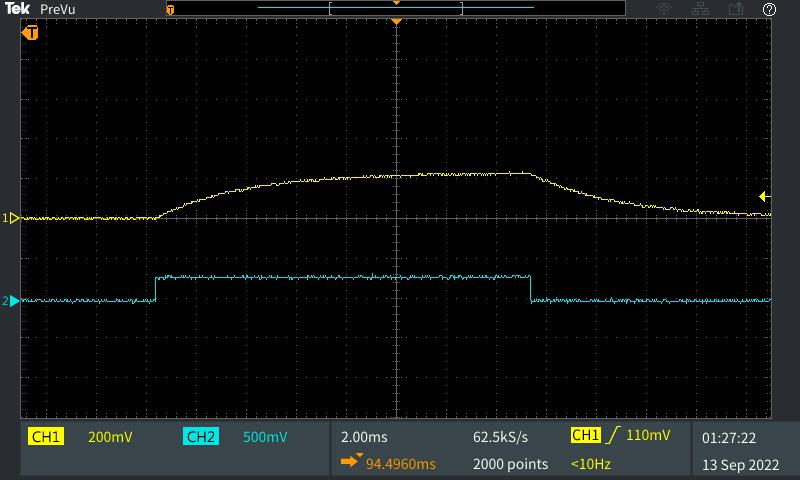 Tek PreVu
T
?
T
1
2
CH1 200mV CH2 500mV 2.00ms 62.5kS/s CH1 110mV 01:27:22
94.4960ms 2000 points <10Hz 13 Sep 2022